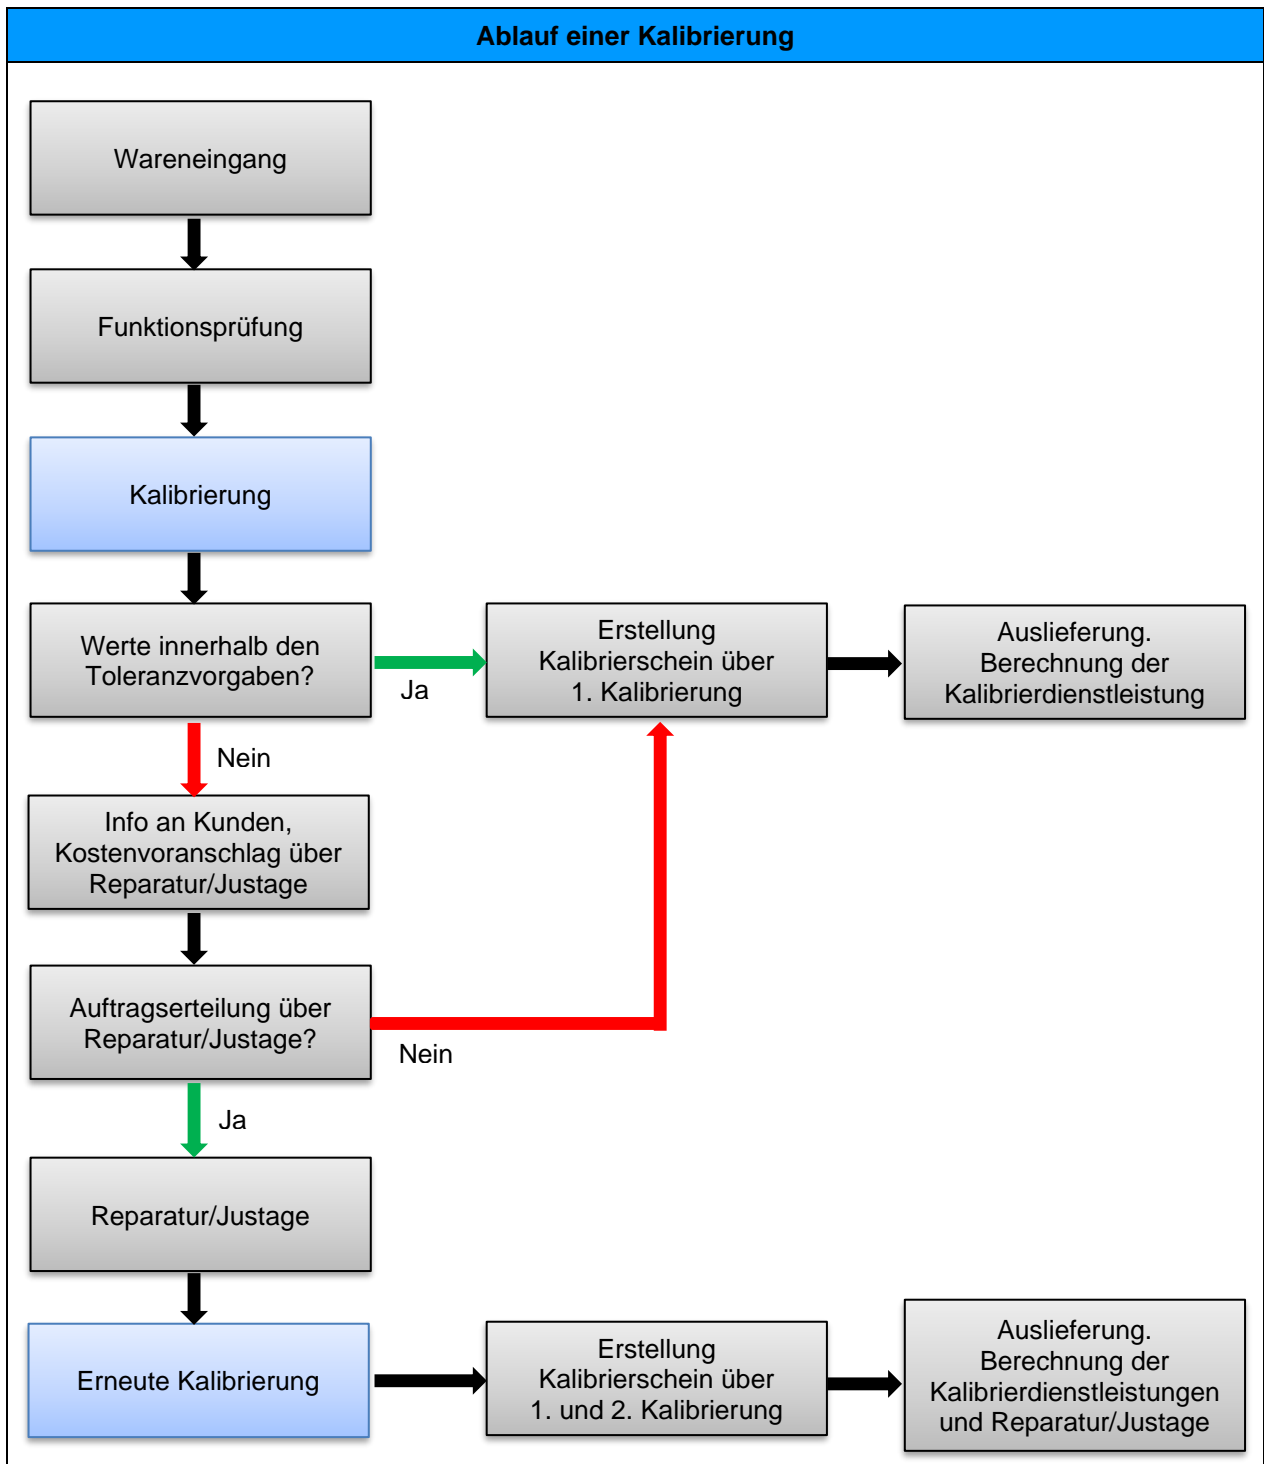 Ablauf einer Kalibrierung
Wareneingang
Funktionsprüfung
Kalibrierung
Werte innerhalb den
Toleranzvorgaben?
Ja
Erstellung
Kalibrierschein über
1. Kalibrierung
Auslieferung.
Berechnung der
Kalibrierdienstleistung
Nein
Info an Kunden,
Kostenvoranschlag über
Reparatur/Justage
Auftragserteilung über
Reparatur/Justage?
Nein
Ja
Reparatur/Justage
Erneute Kalibrierung
Erstellung
Kalibrierschein über
1. und 2. Kalibrierung
Auslieferung.
Berechnung der
Kalibrierdienstleistungen
und Reparatur/Justage